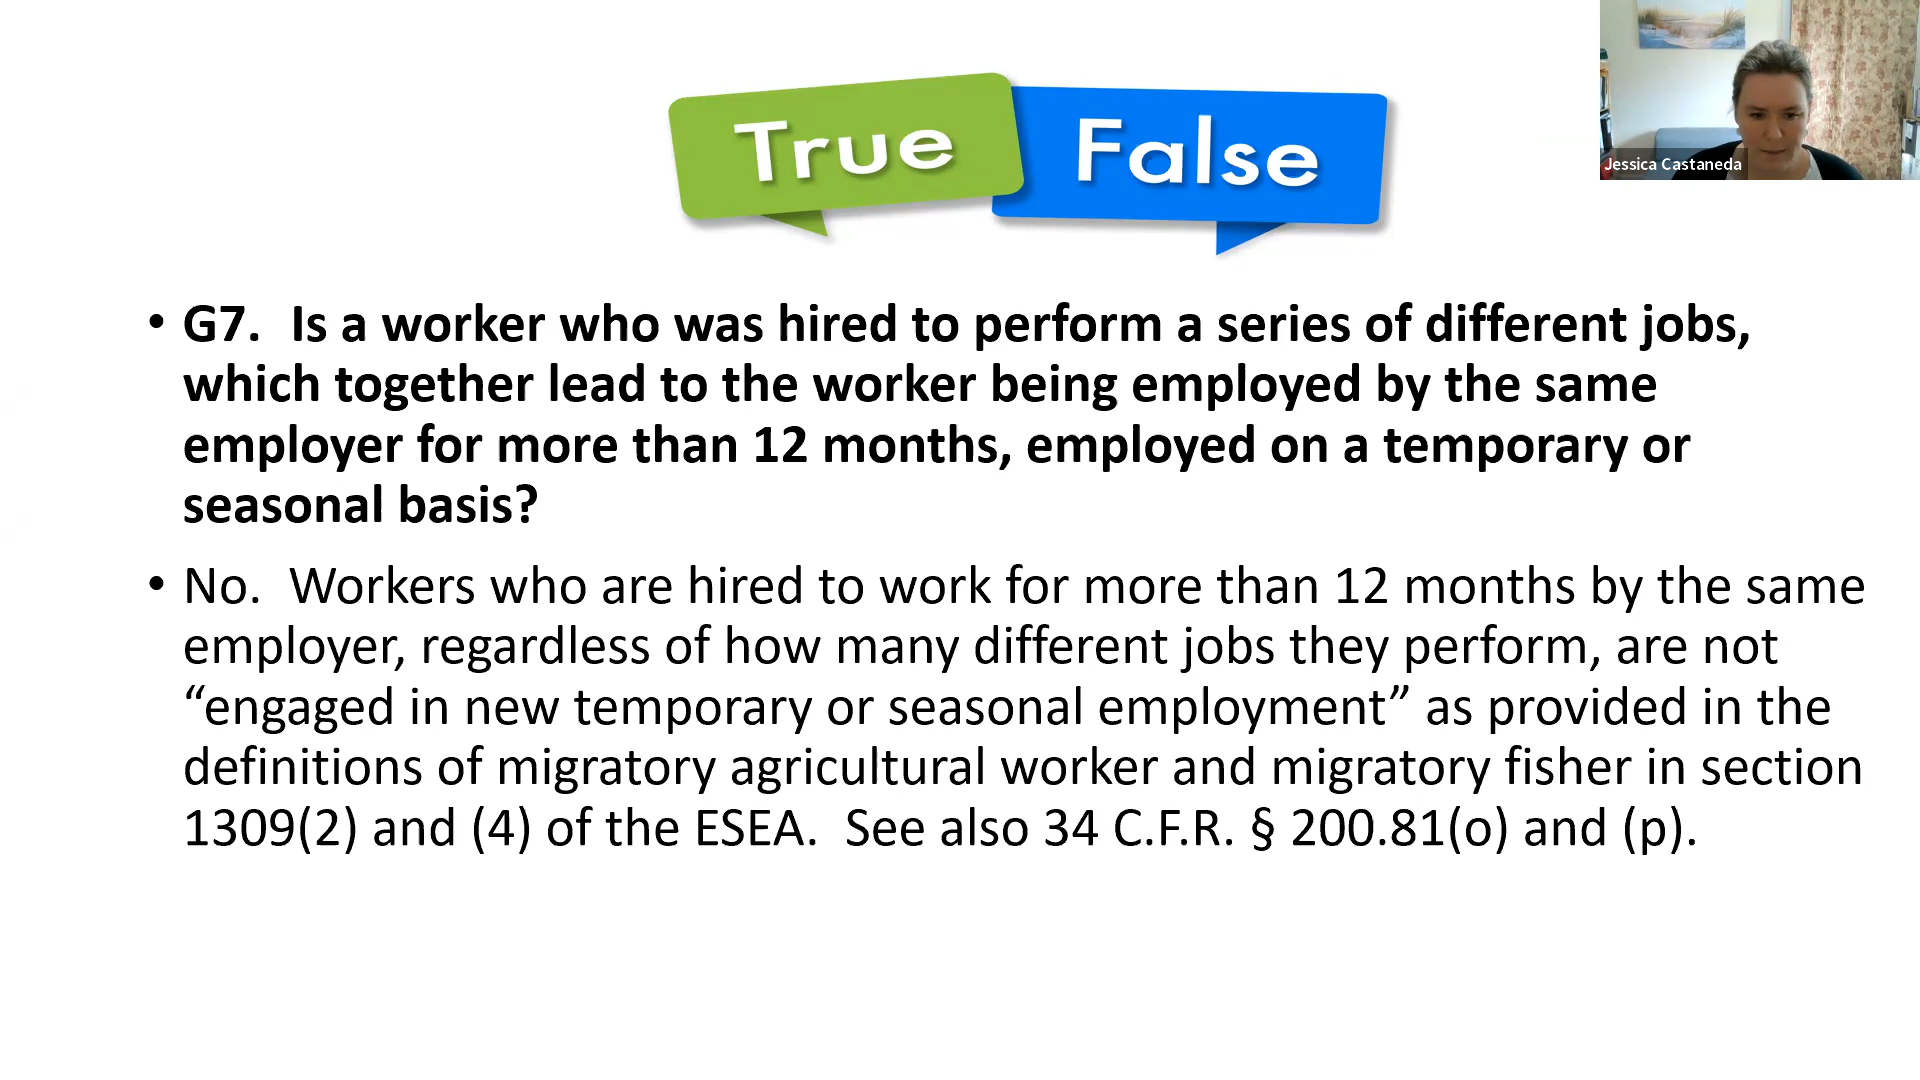 True False
Jessica Castaneda
• G7.  Is a worker who was hired to perform a series of different jobs,
which together lead to the worker being employed by the same
employer for more than 12 months, employed on a temporary or
seasonal basis?
• No.  Workers who are hired to work for more than 12 months by the same
employer, regardless of how many different jobs they perform, are not
“engaged in new temporary or seasonal employment” as provided in the
definitions of migratory agricultural worker and migratory fisher in section
1309(2) and (4) of the ESEA.  See also 34 C.F.R. § 200.81(o) and (p).